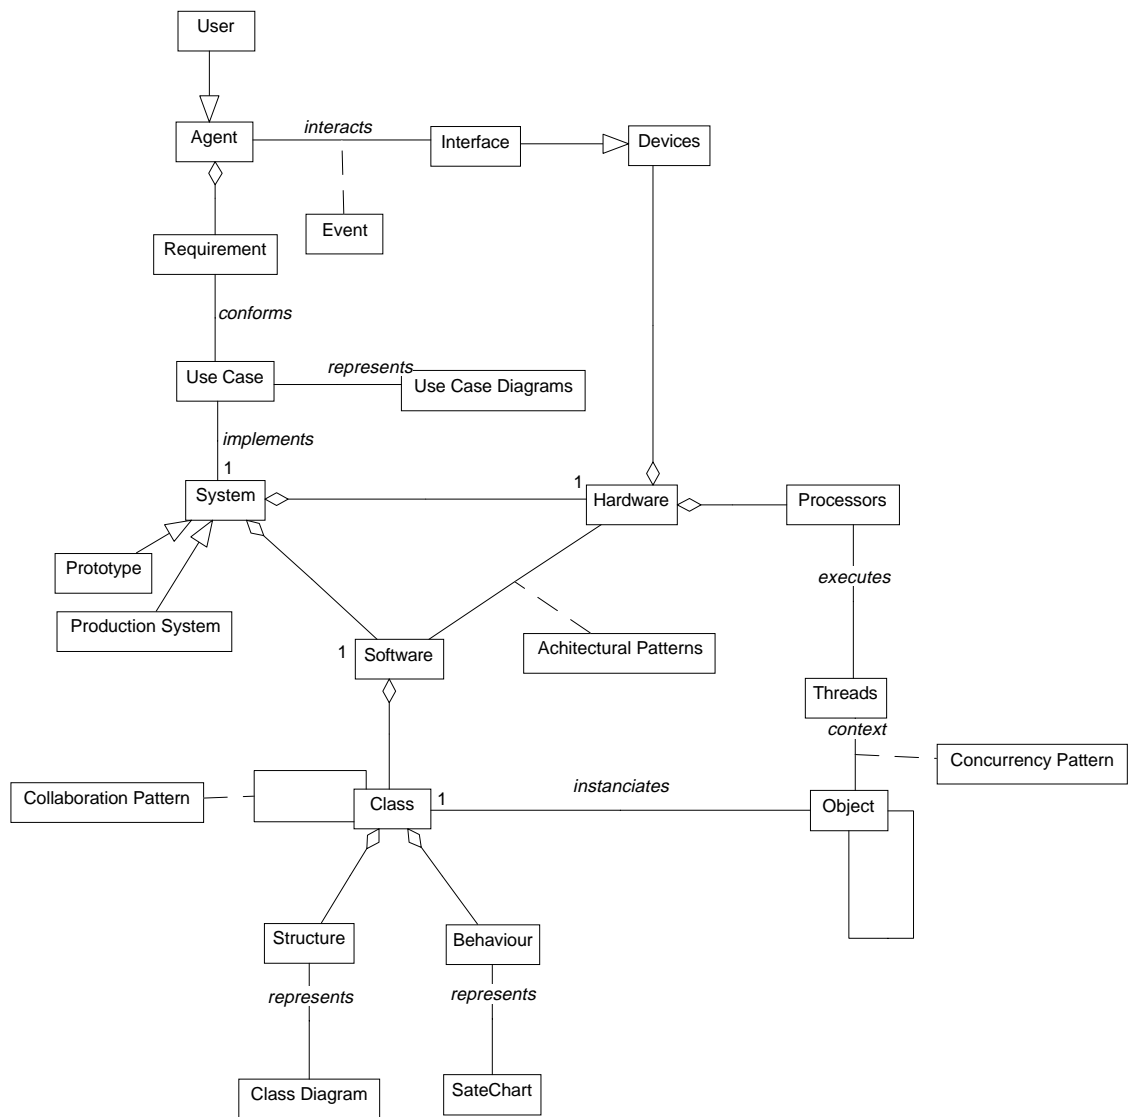 User
interacts
Agent
Interface
Devices
Event
Requirement
conforms
represents
Use Case
Use Case Diagrams
implements
1
1
System
Hardware
Processors
Prototype
executes
Production System
1
Software
Achitectural Patterns
Threads
context
Concurrency Pattern
Collaboration Pattern
Class
1
instanciates
Object
Structure
Behaviour
represents
represents
Class Diagram
SateChart